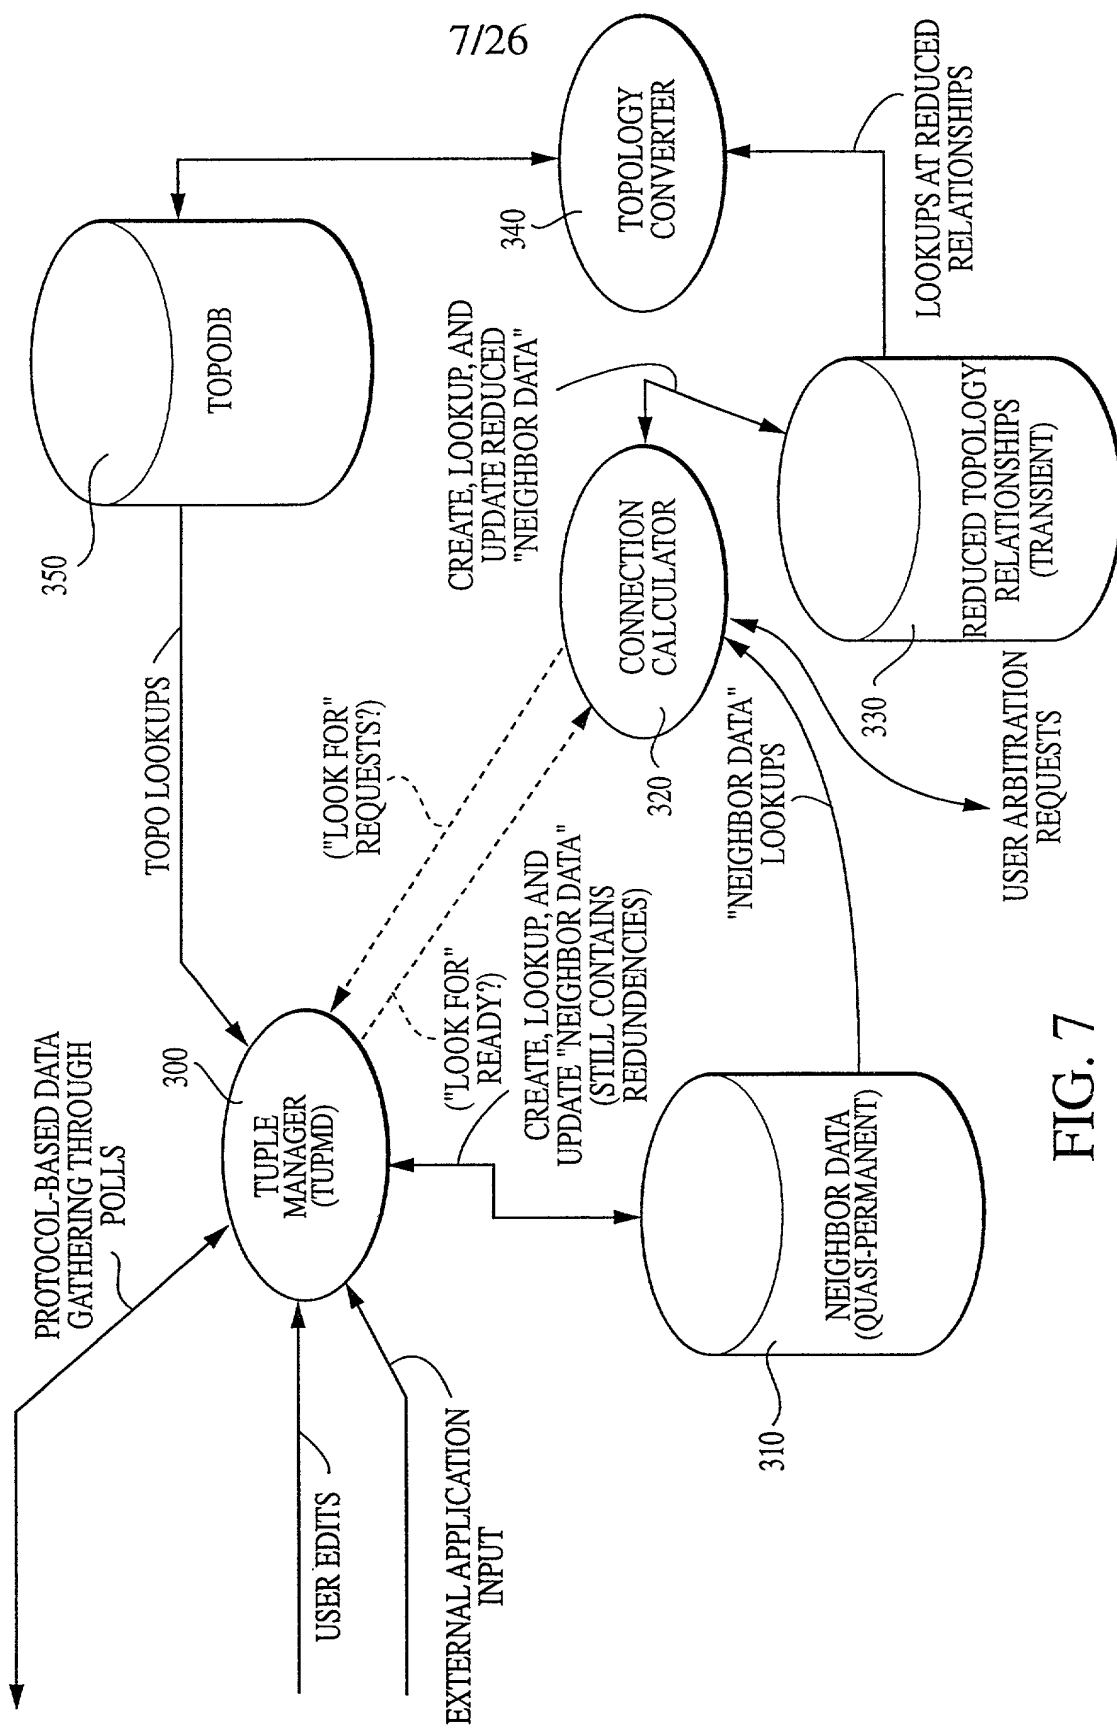 7/26
PROTOCOL-BASED DATA
GATHERING THROUGH
POLLS
USER EDITS
EXTERNAL APPLICATION
INPUT
300
TUPLE
MANAGER
(TUPMD)
TOPO LOOKUPS
350
TOPODB
("LOOK FOR"
REQUESTS?)
("LOOK FOR"
READY?)
CREATE, LOOKUP, AND
UPDATE "NEIGHBOR DATA"
(STILL CONTAINS
REDUNDENCIES)
310
NEIGHBOR DATA
(QUASI-PERMANENT)
"NEIGHBOR DATA"
LOOKUPS
320
CONNECTION
CALCULATOR
CREATE, LOOKUP, AND
UPDATE REDUCED
"NEIGHBOR DATA"
340
TOPOLOGY
CONVERTER
USER ARBITRATION
REQUESTS
330
REDUCED TOPOLOGY
RELATIONSHIPS
(TRANSIENT)
LOOKUPS AT REDUCED
RELATIONSHIPS
FIG. 7